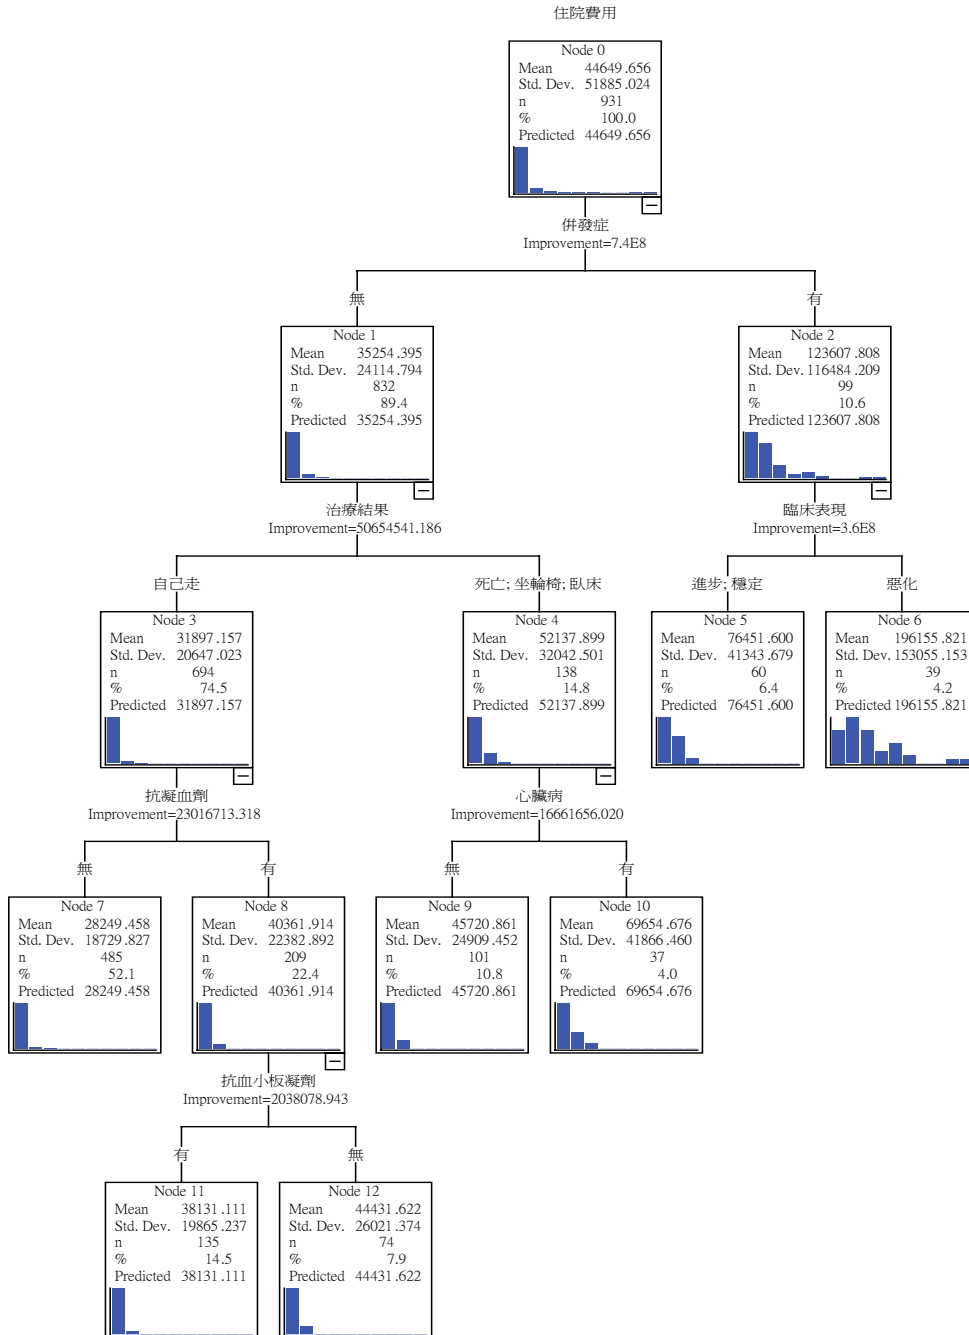 住院費用
Node 0
Mean 44649.656
Std. Dev. 51885.024
n 931
% 100.0
Predicted 44649.656
併發症
Improvement=7.4E8
無
有
Node 1
Mean 35254.395
Std. Dev. 24114.794
n 832
% 89.4
Predicted 35254.395
Node 2
Mean 123607.808
Std. Dev. 116484.209
n 99
% 10.6
Predicted 123607.808
治療結果
Improvement=50654541.186
臨床表現
Improvement=3.6E8
自己走
死亡; 坐輪椅; 臥床
進步; 穩定
惡化
Node 3
Mean 31897.157
Std. Dev. 20647.023
n 694
% 74.5
Predicted 31897.157
Node 4
Mean 52137.899
Std. Dev. 32042.501
n 138
% 14.8
Predicted 52137.899
Node 5
Mean 76451.600
Std. Dev. 41343.679
n 60
% 6.4
Predicted 76451.600
Node 6
Mean 196155.821
Std. Dev. 153055.153
n 39
% 4.2
Predicted 196155.821
抗凝血劑
Improvement=23016713.318
心臟病
Improvement=16661656.020
無
有
無
有
Node 7
Mean 28249.458
Std. Dev. 18729.827
n 485
% 52.1
Predicted 28249.458
Node 8
Mean 40361.914
Std. Dev. 22382.892
n 209
% 22.4
Predicted 40361.914
Node 9
Mean 45720.861
Std. Dev. 24909.452
n 101
% 10.8
Predicted 45720.861
Node 10
Mean 69654.676
Std. Dev. 41866.460
n 37
% 4.0
Predicted 69654.676
抗血小板凝劑
Improvement=2038078.943
有
無
Node 11
Mean 38131.111
Std. Dev. 19865.237
n 135
% 14.5
Predicted 38131.111
Node 12
Mean 44431.622
Std. Dev. 26021.374
n 74
% 7.9
Predicted 44431.622